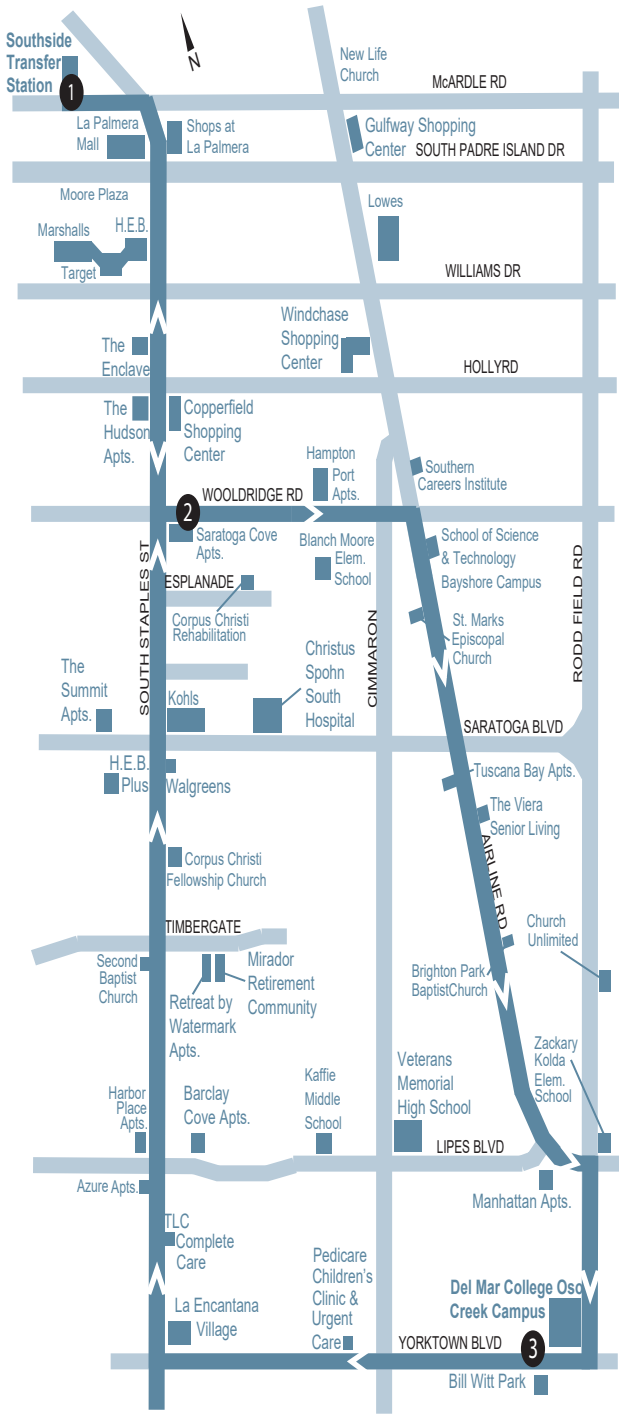 Southside
Transfer
Station
1
N
New Life
Church
McARDLE RD
La Palmera
Mall
Shops at
La Palmera
Gulfway Shopping
Center
SOUTH PADRE ISLAND DR
Moore Plaza
Marshalls
H.E.B.
Target
Lowes
WILLIAMS DR
Windchase
Shopping
Center
The
Enclave
HOLLYRD
The
Hudson
Apts.
Copperfield
Shopping
Center
Hampton
Port
Apts.
Southern
Careers Institute
WOOLDRIDGE RD
2
Saratoga Cove
Apts.
Blanch Moore
Elem.
School
School of Science
& Technology
Bayshore Campus
ESPLANADE
Corpus Christi
Rehabilitation
SOUTH STAPLES ST
CIMMARON
RODD FIELD RD
St. Marks
Episcopal
Church
Christus
Spohn
South
Hospital
The
Summit
Apts.
Kohls
SARATOGA BLVD
H.E.B.
Plus
Walgreens
Tuscana Bay Apts.
The Viera
Senior Living
AIRLINE RD
Corpus Christi
Fellowship Church
TIMBERGATE
Second
Baptist
Church
Retreat by
Watermark
Apts.
Mirador
Retirement
Community
Brighton Park
BaptistChurch
Church
Unlimited
Zackary
Kolda
Elem.
School
Harbor
Place
Apts.
Barclay
Cove Apts.
Kaffie
Middle
School
Veterans
Memorial
High School
LIPES BLVD
Azure Apts.
Manhattan Apts.
TLC
Complete
Care
La Encantana
Village
Pedicare
Children's
Clinic &
Urgent
Care
Del Mar College Oso
Creek Campus
YORKTOWN BLVD
3
Bill Witt Park